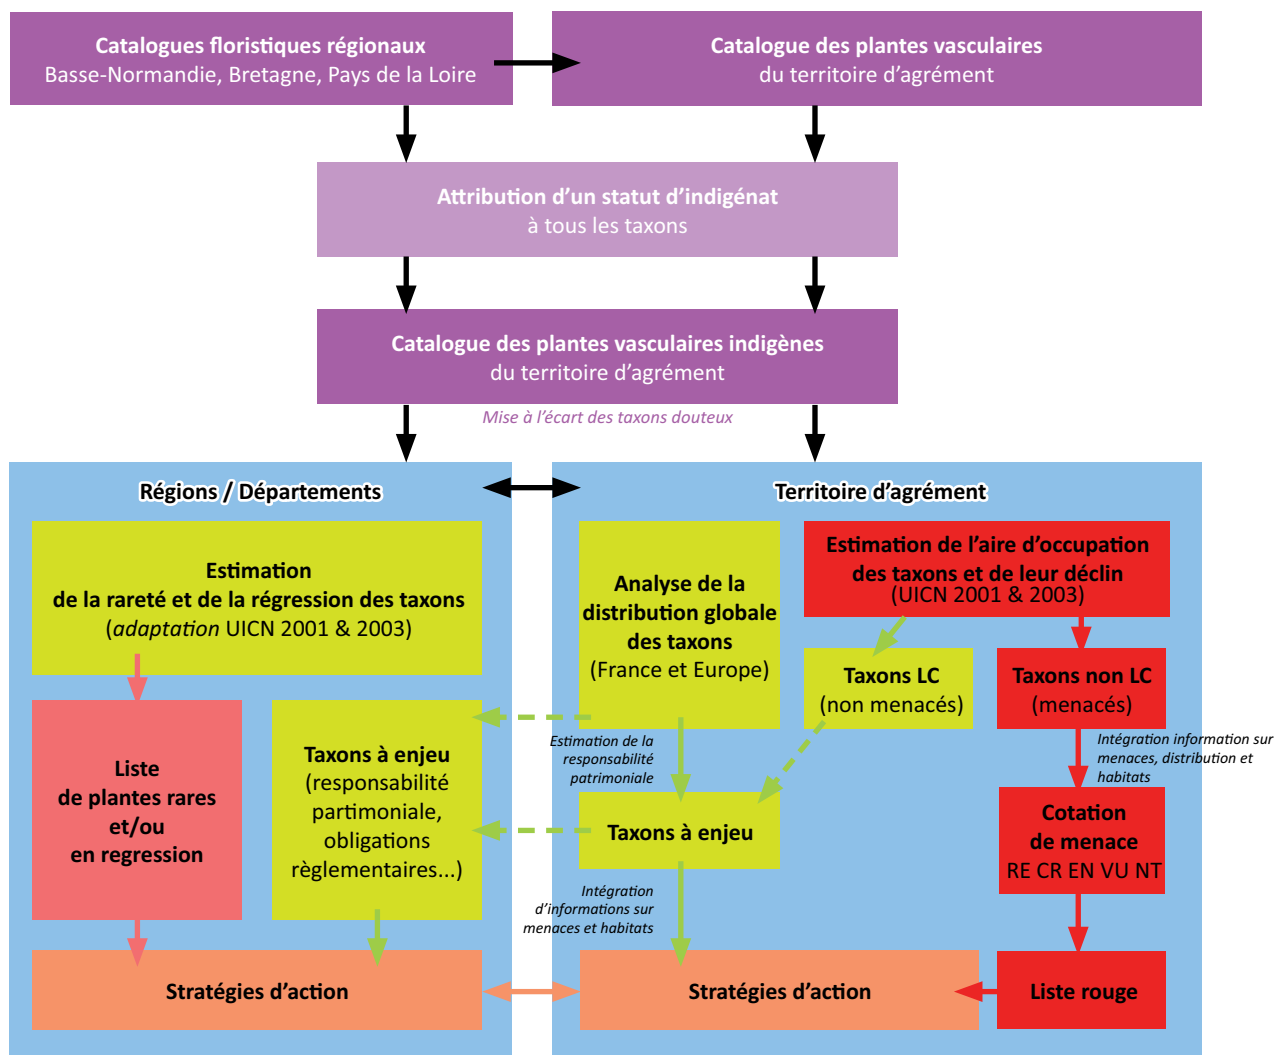 Catalogues floristiques régionaux
Basse-Normandie, Bretagne, Pays de la Loire
Catalogue des plantes vasculaires
du territoire d'agrément
Attribution d'un statut d'indigénat
à tous les taxons
Catalogue des plantes vasculaires indigènes
du territoire d'agrément
Mise à l'écart des taxons douteux
Régions / Départements
Estimation
de la rareté et de la régression des taxons
(adaptation UICN 2001 & 2003)
Liste
de plantes rares
et/ou
en regression
Taxons à enjeu
(responsabilité
partimoniale,
obligations
règlementaires...)
Stratégies d'action
Territoire d'agrément
Analyse de la
distribution globale
des taxons
(France et Europe)
Estimation de la
responsabilité
patrimoniale
Taxons à enjeu
Intégration
d'informations sur
menaces et habitats
Stratégies d'action
Estimation de l'aire d'occupation
des taxons et de leur déclin
(UICN 2001 & 2003)
Taxons LC
(non menacés)
Taxons non LC
(menacés)
Intégration information sur
menaces, distribution et
habitats
Cotation
de menace
RE CR EN VU NT
Liste rouge